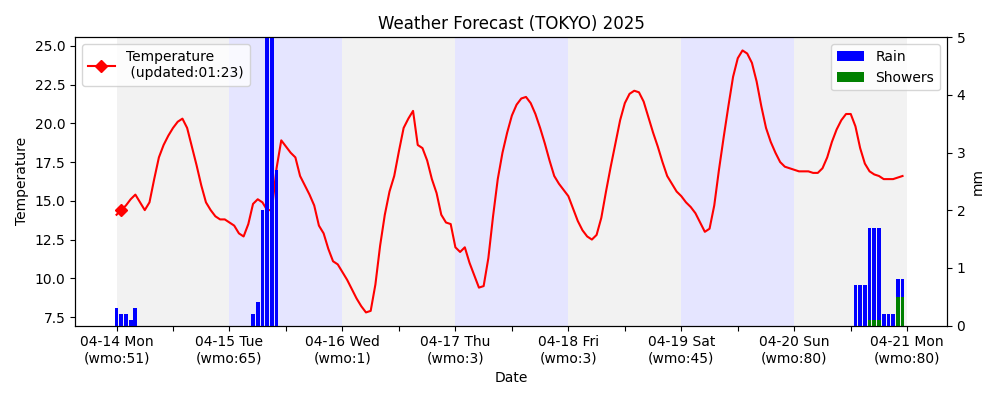 Weather Forecast (TOKYO) 2025
Temperature
(updated:01:23)
Rain
Showers
Temperature
25.0
22.5
20.0
17.5
15.0
12.5
10.0
7.5
5
4
3
2
1
0
mm
04-14 Mon
(wmo:51)
04-15 Tue
(wmo:65)
04-16 Wed
(wmo:1)
04-17 Thu
(wmo:3)
04-18 Fri
(wmo:3)
04-19 Sat
(wmo:45)
04-20 Sun
(wmo:80)
04-21 Mon
(wmo:80)
Date